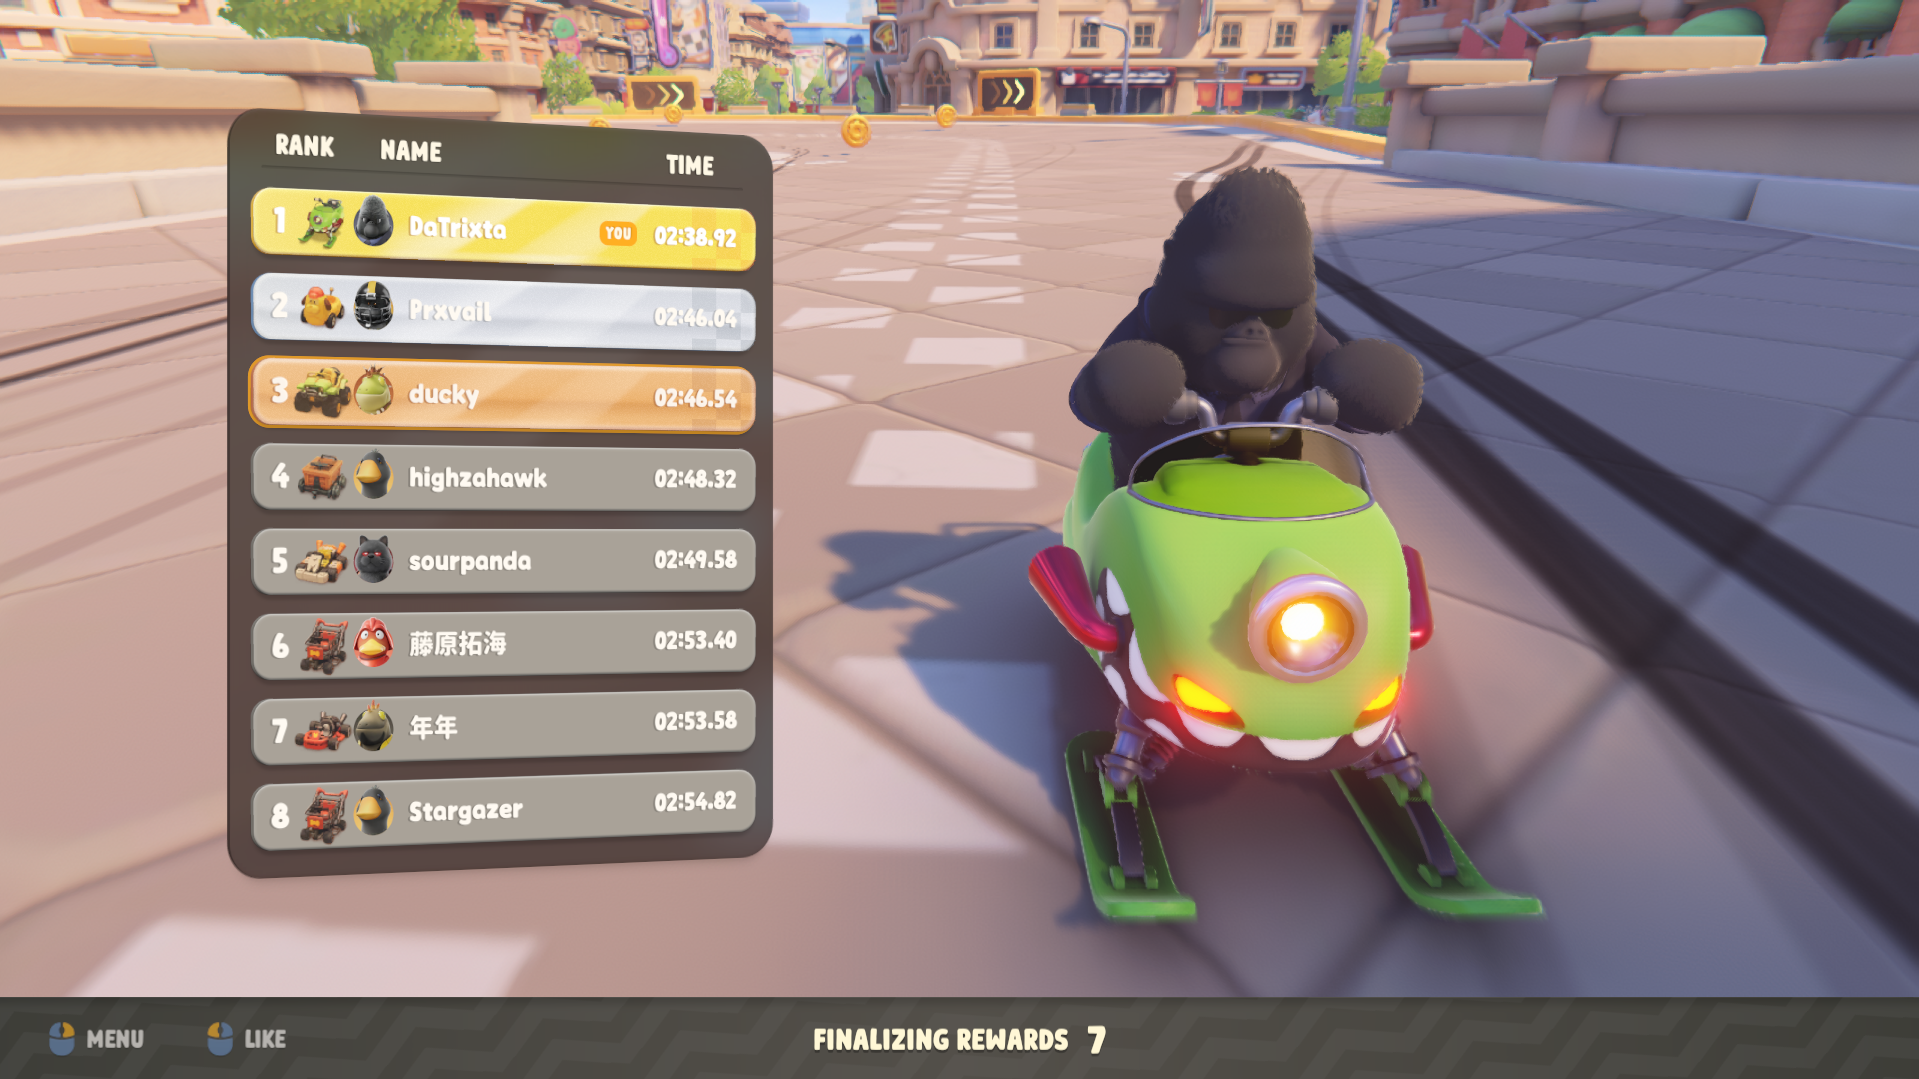 RANK NAME TIME
1 DaTrixta YOU 02:38.92
2 Prxvail 02:46.04
3 ducky 02:46.54
4 highzahawk 02:48.32
5 sourpanda 02:49.58
6 藤原拓海 02:53.40
7 年年 02:53.58
8 Stargazer 02:54.82
MENU LIKE FINALIZING REWARDS 7